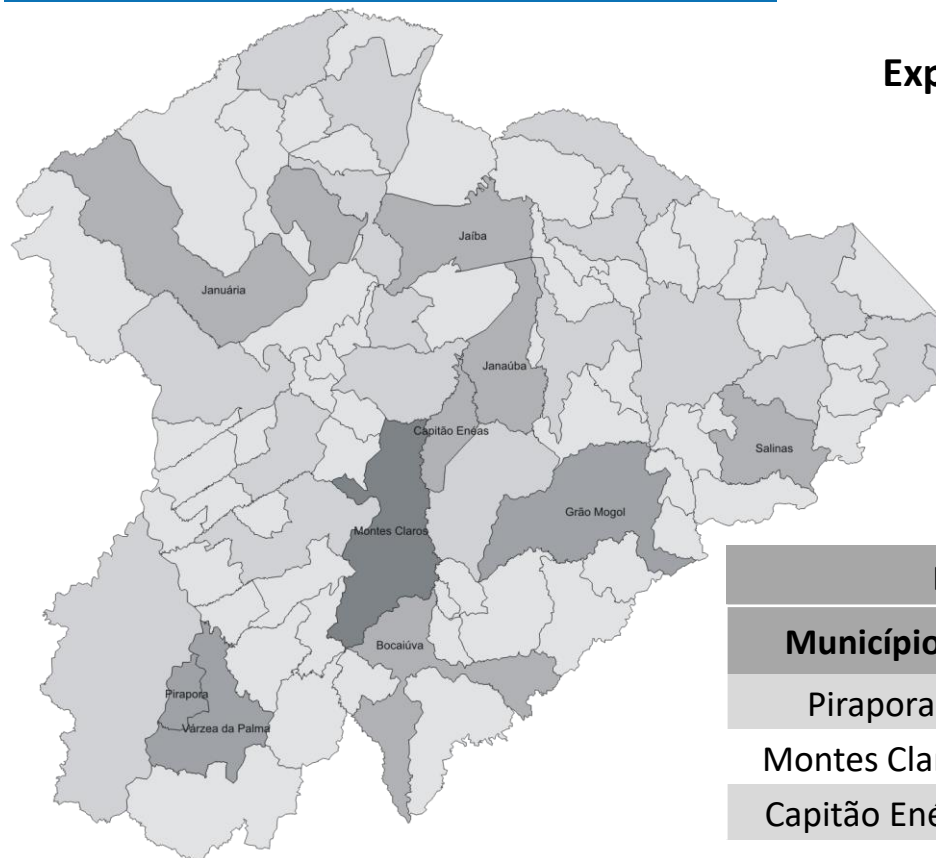 Exp
Jaíba
Januária
Janaúba
Capitão Enéas
Salinas
Grão Mogol
Montes Claros
Bocaiúva
Pirapora
Várzea da Palma
Município
Pirapora
Montes Clar
Capitão Ené